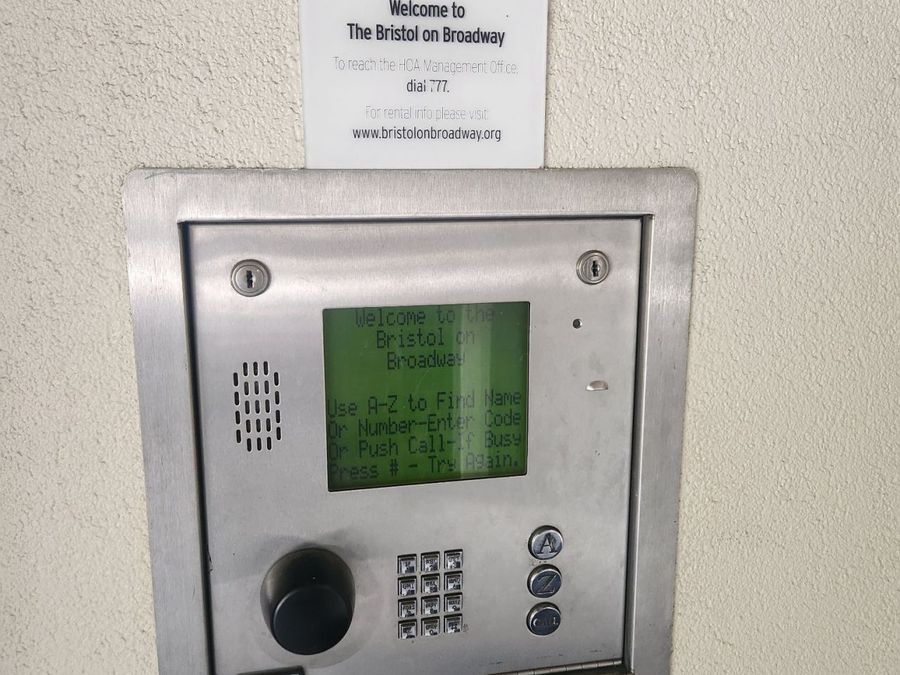 Welcome to
The Bristol on Broadway
To reach the HOA Management Office,
dial 777.
For rental info please visit:
www.bristolonbroadway.org
Welcome to the
Bristol on
Broadway
Use A-Z to Find Name
Or Number-Enter Code
Or Push Call-If Busy
Press # - Try Again.
A
Z
CALL